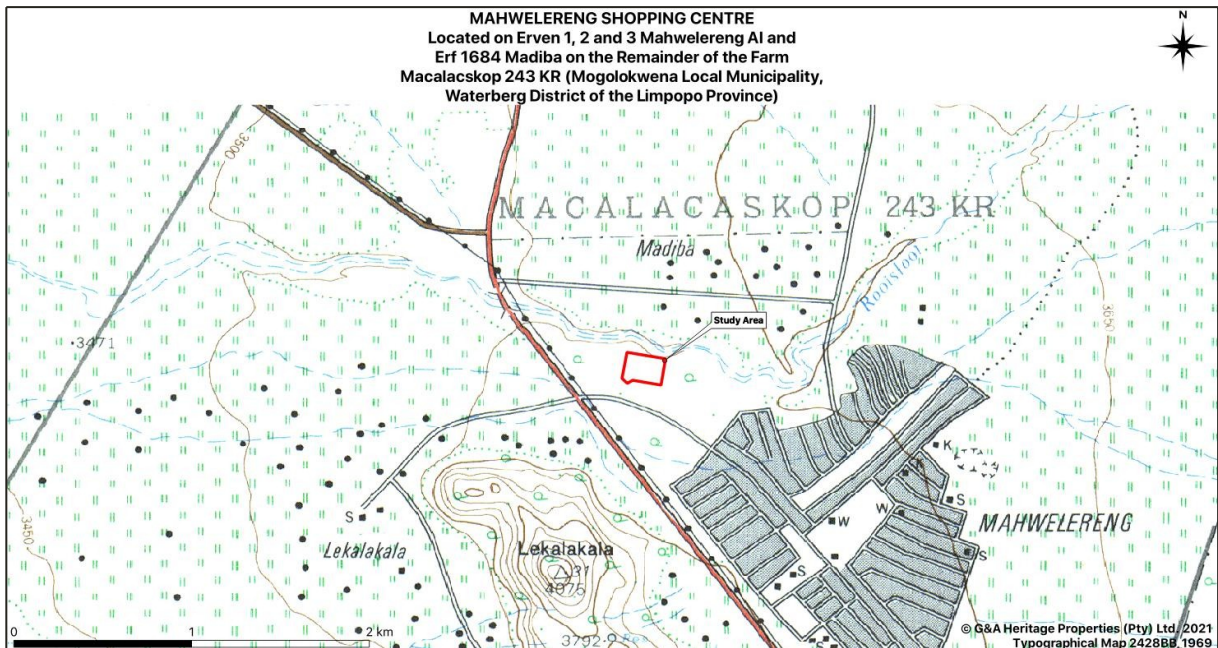 MAHWELERENG SHOPPING CENTRE
Located on Erven 1, 2 and 3 Mahwelereng AI and
Erf 1684 Madiba on the Remainder of the Farm
Macalacskop 243 KR (Mogolokwena Local Municipality,
Waterberg District of the Limpopo Province)
N
3500
MACALACASKOP 243 KR
Madiba
Rooisloot
Study Area
3650
3471
K
S
W
W
MAHWELERENG
S
S
S
3450
Lekalakala
Lekalakala
31
4075
3792
0 1 2 km
© G&A Heritage Properties (Pty) Ltd, 2021
Typographical Map 2428BB 1969